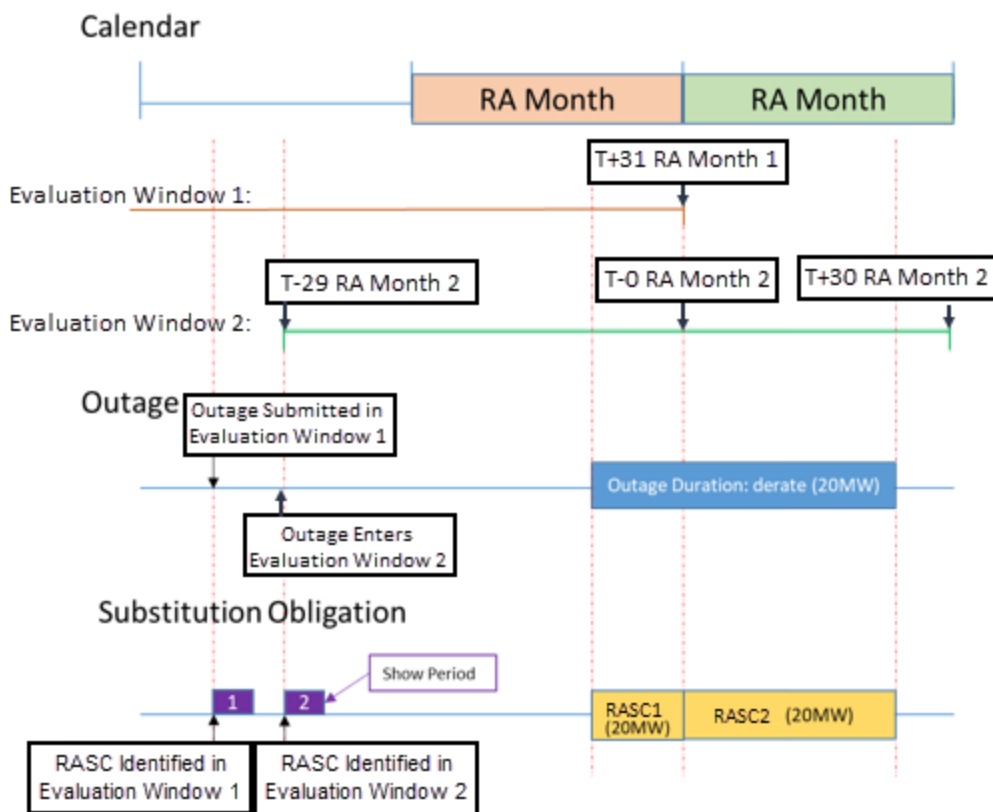 Calendar
RA Month
RA Month
T+31 RA Month 1
Evaluation Window 1:
T-29 RA Month 2
T-0 RA Month 2
T+30 RA Month 2
Evaluation Window 2:
Outage
Outage Submitted in
Evaluation Window 1
Outage Duration: derate (20MW)
Outage Enters
Evaluation Window 2
Substitution Obligation
Show Period
1
2
RASC1
(20MW)
RASC2 (20MW)
RASC Identified in
Evaluation Window 1
RASC Identified in
Evaluation Window 2